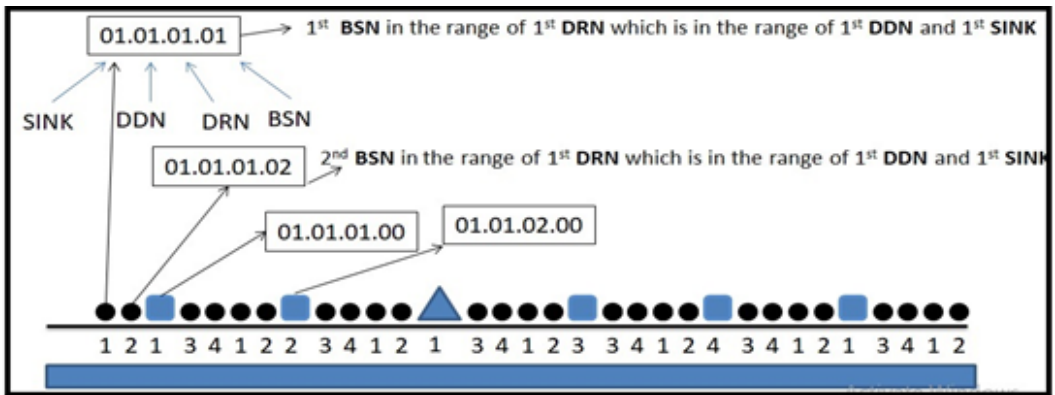 01.01.01.01
1st BSN in the range of 1st DRN which is in the range of 1st DDN and 1st SINK
SINK DDN DRN BSN
01.01.01.02
2nd BSN in the range of 1st DRN which is in the range of 1st DDN and 1st SINK
01.01.01.00
01.01.02.00
1 2 1 3 4 1 2 2 3 4 1 2 1 3 4 1 2 3 3 4 1 2 4 3 4 1 2 1 3 4 1 2